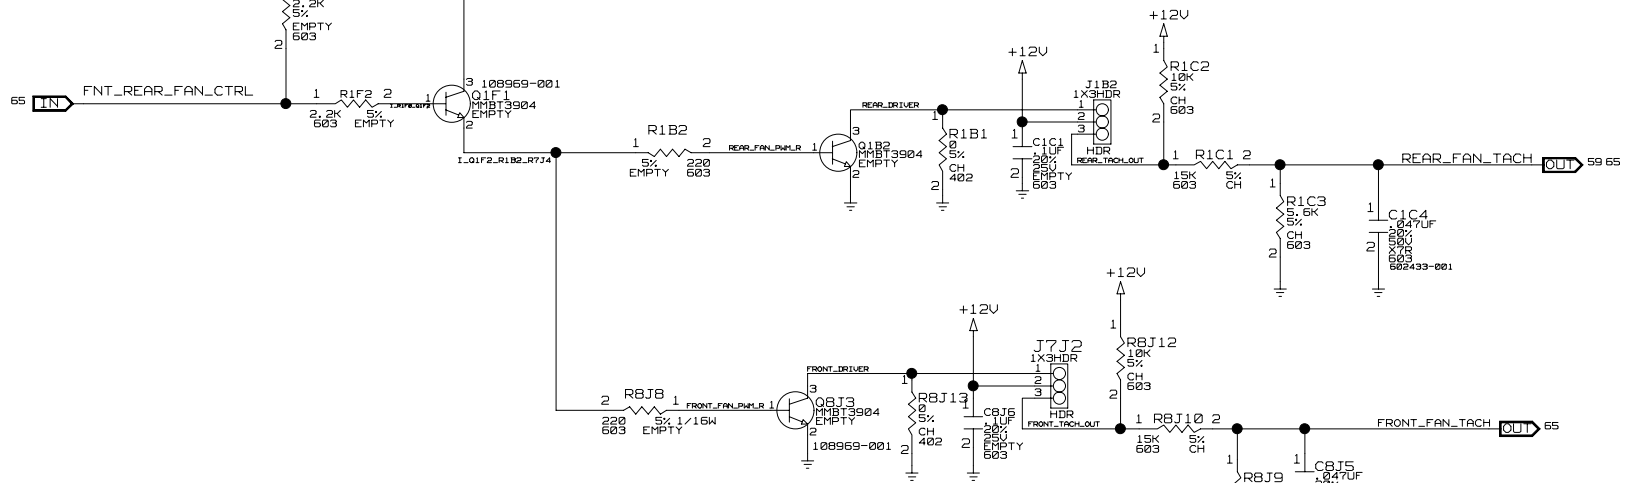 2.2K
5%
EMPTY
603
2
65 IN FNT_REAR_FAN_CTRL
1 R1F2 2
2.2K 5%
603 EMPTY
3 108969-001
Q1F1
1 MMBT3904
EMPTY
2
I_Q1F2_R1B2_R7J4
R1B2
1 2
5% 220
EMPTY 603
REAR_FAN_PWM_R 1
3
Q1B2
MMBT3904
EMPTY
2
REAR_DRIVER
1
R1B1
0
5%
CH
402
2
+12V
1
C1C1
.1UF
20%
25V
EMPTY
603
2
J1B2
1X3HDR
1
2
3
HDR
REAR_TACH_OUT
+12V
1
R1C2
10K
5%
CH
603
2
1 R1C1 2
15K 5%
603 CH
REAR_FAN_TACH OUT 59 65
1
R1C3
5.6K
5%
CH
603
2
1
C1C4
.047UF
20%
50V
X7R
603
602433-001
2
R8J8
2 1
220 5% 1/16W
603 EMPTY
FRONT_FAN_PWM_R 1
3
Q8J3
MMBT3904
EMPTY
2
108969-001
FRONT_DRIVER
1
R8J13
0
5%
CH
402
2
+12V
1
C8J6
.1UF
20%
25V
EMPTY
603
2
J7J2
1X3HDR
1
2
3
HDR
FRONT_TACH_OUT
+12V
1
R8J12
10K
5%
CH
603
2
1 R8J10 2
15K 5%
603 CH
FRONT_FAN_TACH OUT 65
1
R8J9
1
C8J5
.047UF